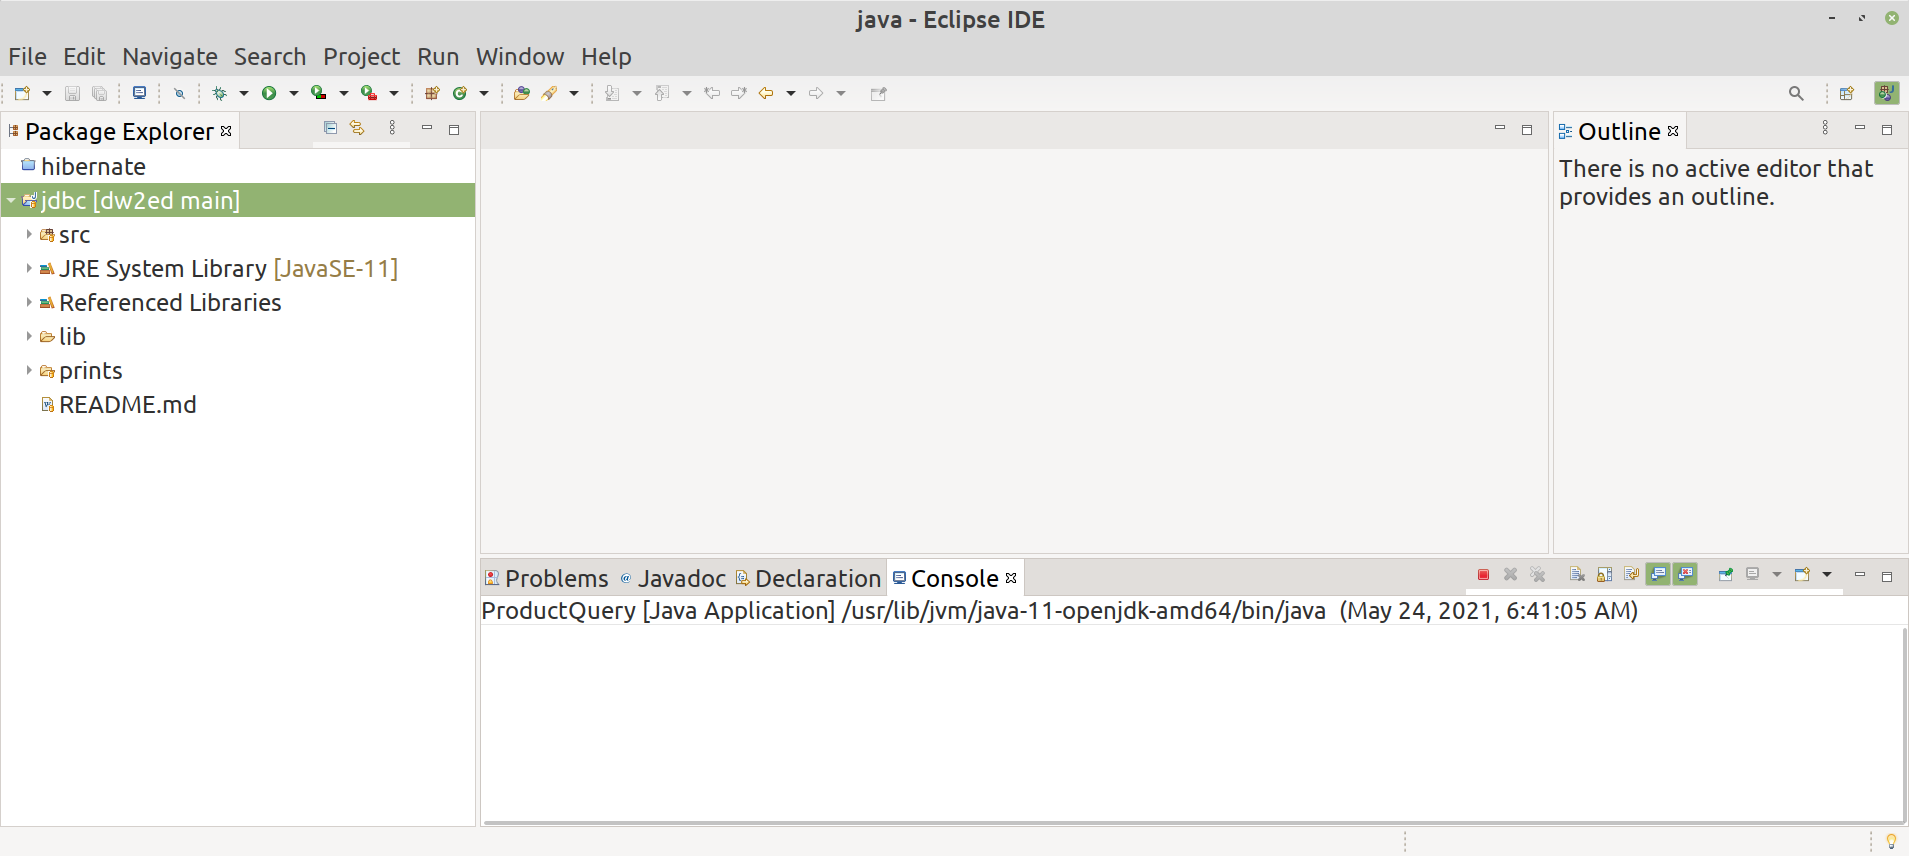 java - Eclipse IDE
File Edit Navigate Search Project Run Window Help
Package Explorer
hibernate
jdbc [dw2ed main]
src
JRE System Library [JavaSE-11]
Referenced Libraries
lib
prints
README.md
Outline
There is no active editor that
provides an outline.
Problems @ Javadoc Declaration Console
ProductQuery [Java Application] /usr/lib/jvm/java-11-openjdk-amd64/bin/java (May 24, 2021, 6:41:05 AM)